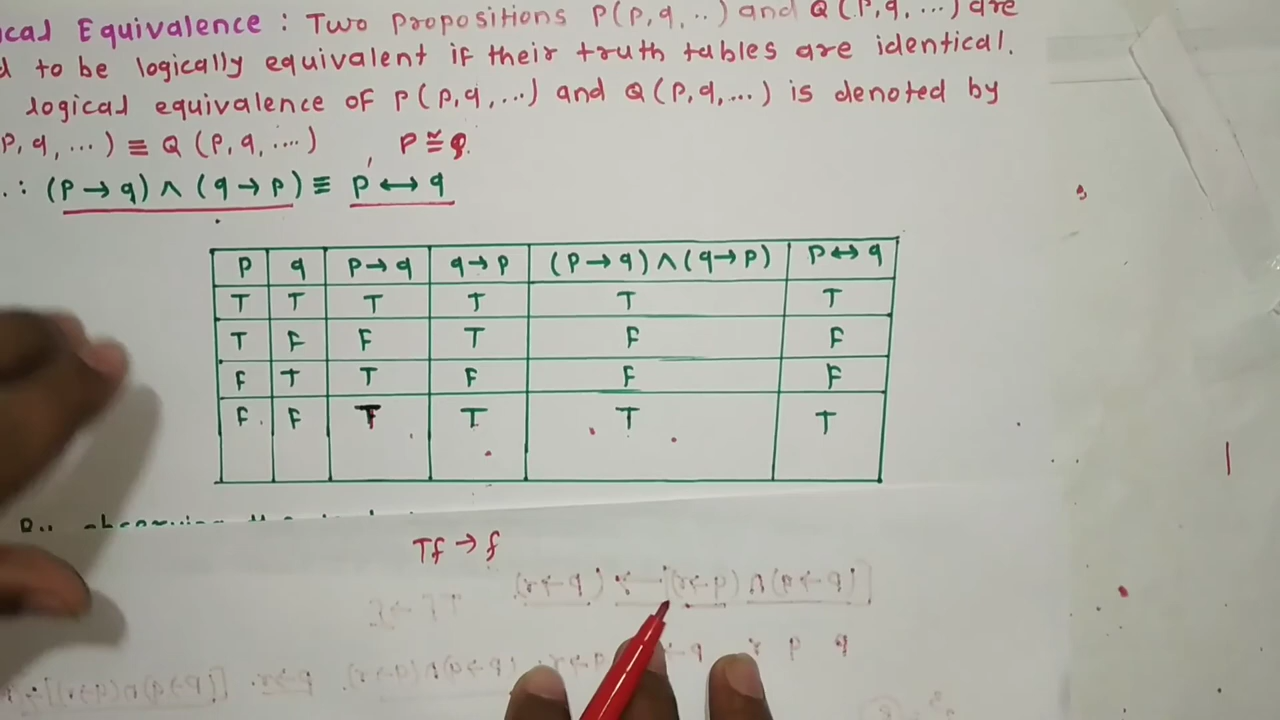 cal Equivalence : Two propositions P(P,q,..) and Q(P,q,...) are
d to be logically equivalent if their truth tables are identical.
logical equivalence of P(P,q,...) and Q(P,q,...) is denoted by
P,q,...) ≡ Q(P,q,....) , P ≅ q.
.: (P→q)∧(q→P) ≡ P↔q
P q P→q q→P (P→q)∧(q→P) P↔q
T T T T T T
T F F T F F
F T T F F F
F F T T T T
Tf → f